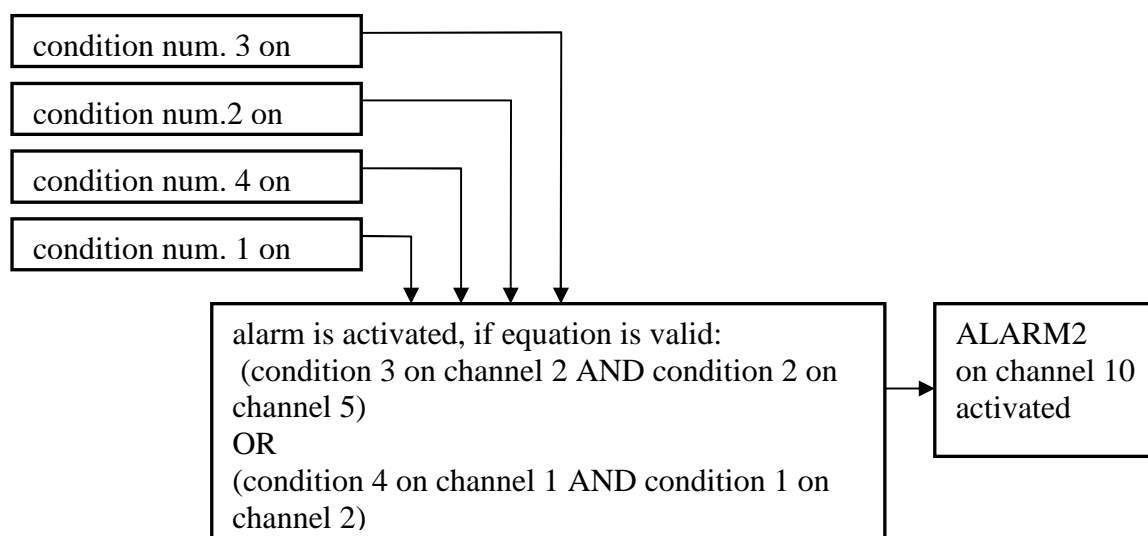 condition num. 3 on
condition num.2 on
condition num. 4 on
condition num. 1 on
alarm is activated, if equation is valid:
(condition 3 on channel 2 AND condition 2 on
channel 5)
OR
(condition 4 on channel 1 AND condition 1 on
channel 2)
ALARM2
on channel 10
activated